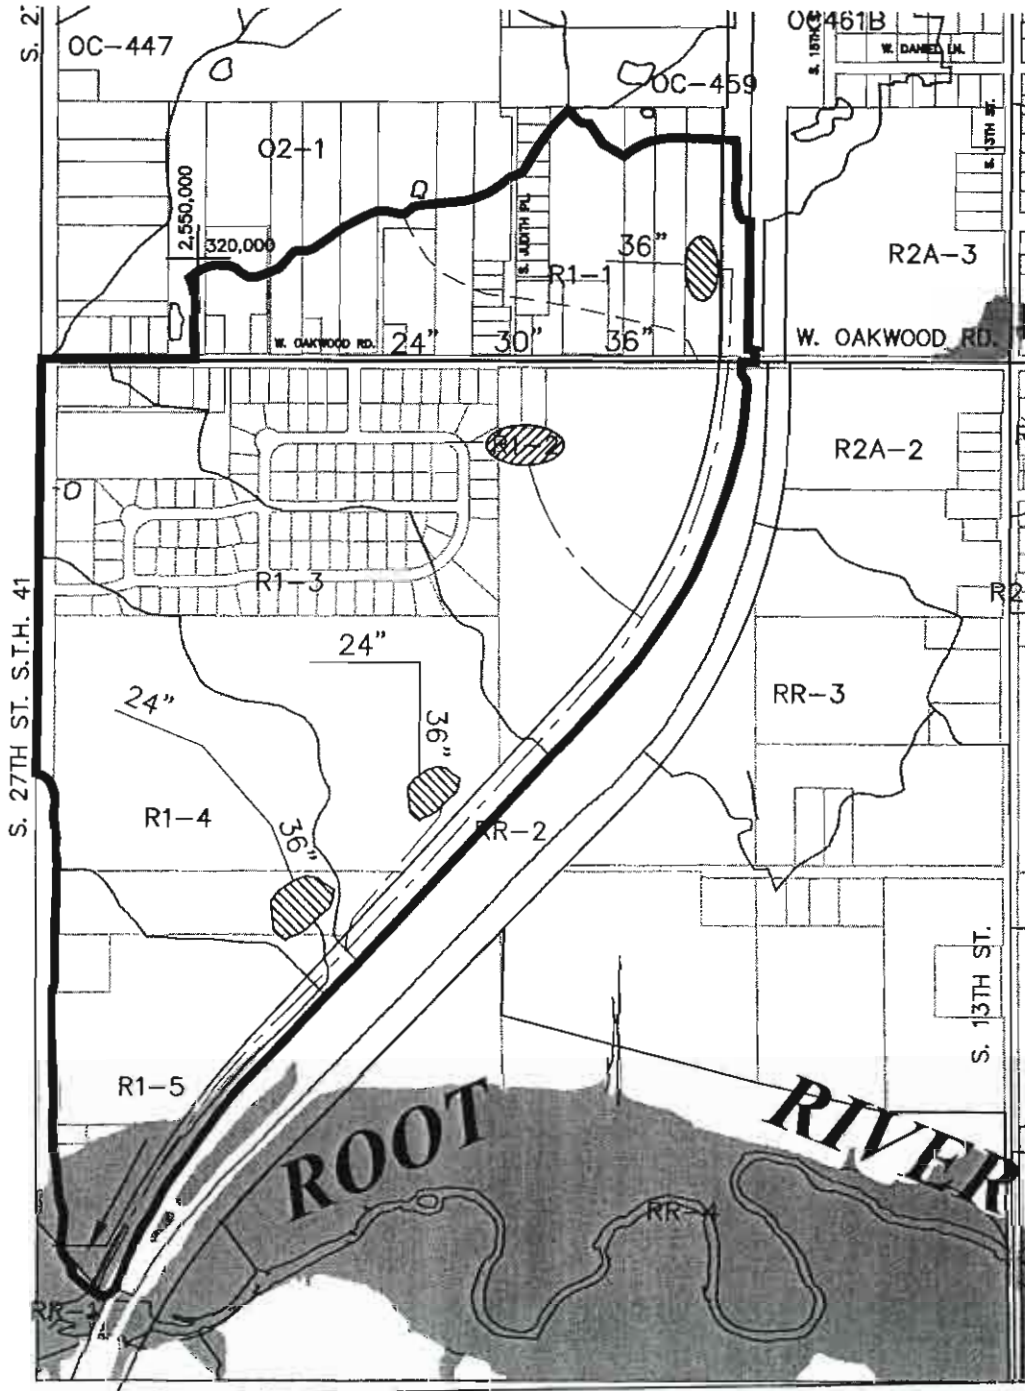 S. 2
OC-447
OC-461B
S. 15TH S
W. DANIEL LN.
OC-459
S. 13TH ST.
O2-1
2,550,000
320,000
S. JUDITH PL.
36"
R1-1
R2A-3
W. OAKWOOD RD.
24"
30"
36"
W. OAKWOOD RD.
R1-2
R2A-2
R1-3
R2
S. 27TH ST. S.T.H. 41
24"
24"
36"
RR-3
R1-4
36"
RR-2
S. 13TH ST.
R1-5
ROOT
RIVER
RR-4
RR-1